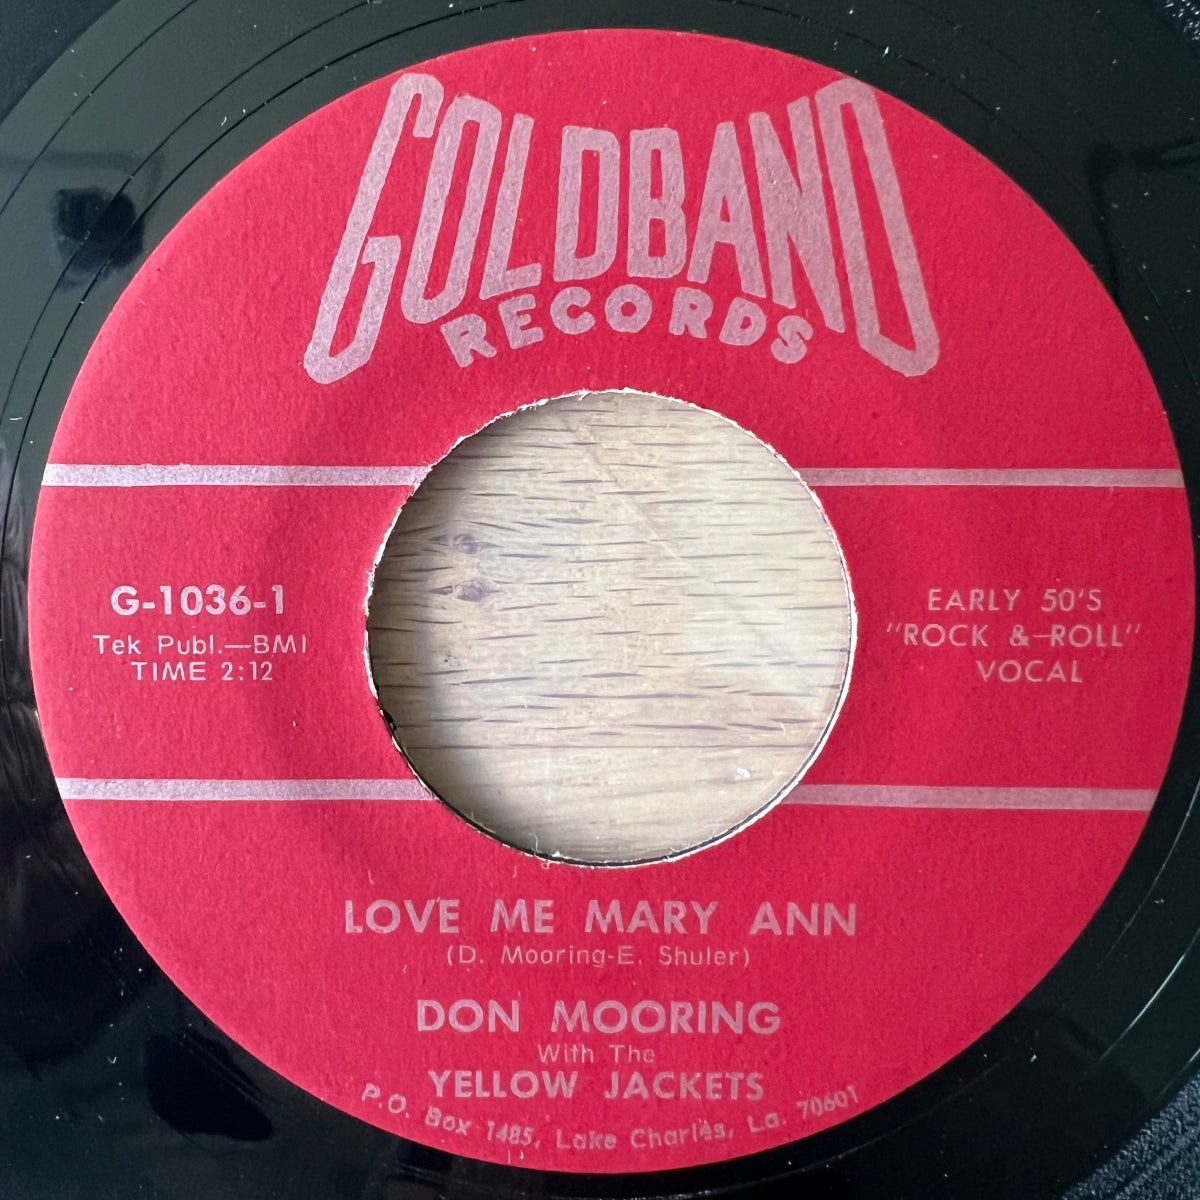 GOLDBAND
RECORDS
G-1036-1
Tek Publ.—BMI
TIME 2:12
EARLY 50'S
"ROCK &-ROLL"
VOCAL
LOVE ME MARY ANN
(D. Mooring-E. Shuler)
DON MOORING
With The
YELLOW JACKETS
P.O. Box 1485, Lake Charles, La. 70601